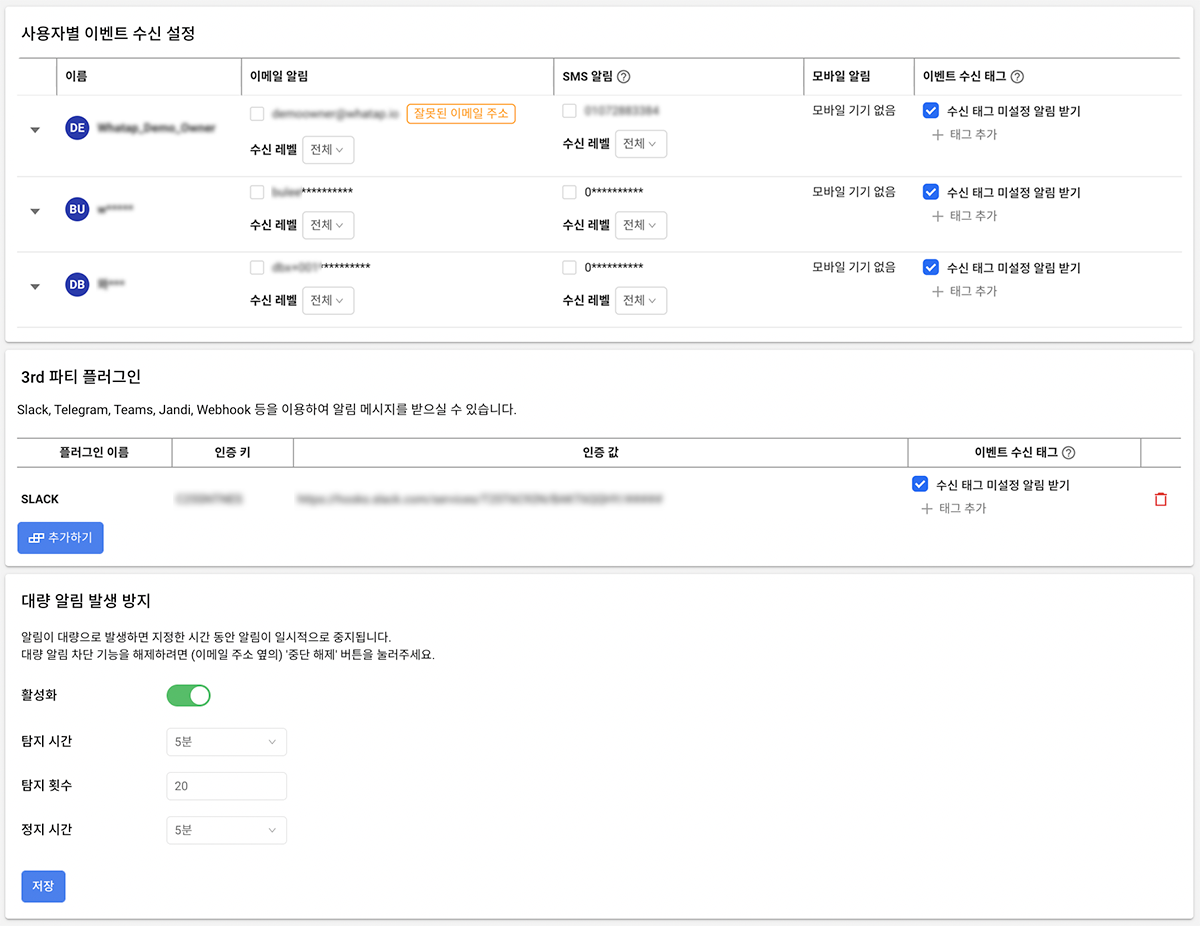 사용자별 이벤트 수신 설정
이름 이메일 알림 SMS 알림 ? 모바일 알림 이벤트 수신 태그 ?
DE 잘못된 이메일 주소 모바일 기기 없음 수신 태그 미설정 알림 받기
수신 레벨 전체 수신 레벨 전체 + 태그 추가
BU ********** 0********** 모바일 기기 없음 수신 태그 미설정 알림 받기
수신 레벨 전체 수신 레벨 전체 + 태그 추가
DB ********** 0********** 모바일 기기 없음 수신 태그 미설정 알림 받기
수신 레벨 전체 수신 레벨 전체 + 태그 추가
3rd 파티 플러그인
Slack, Telegram, Teams, Jandi, Webhook 등을 이용하여 알림 메시지를 받으실 수 있습니다.
플러그인 이름 인증 키 인증 값 이벤트 수신 태그 ?
SLACK 수신 태그 미설정 알림 받기
+ 태그 추가
추가하기
대량 알림 발생 방지
알림이 대량으로 발생하면 지정한 시간 동안 알림이 일시적으로 중지됩니다.
대량 알림 차단 기능을 해제하려면 (이메일 주소 옆의) '중단 해제' 버튼을 눌러주세요.
활성화
탐지 시간 5분
탐지 횟수 20
정지 시간 5분
저장